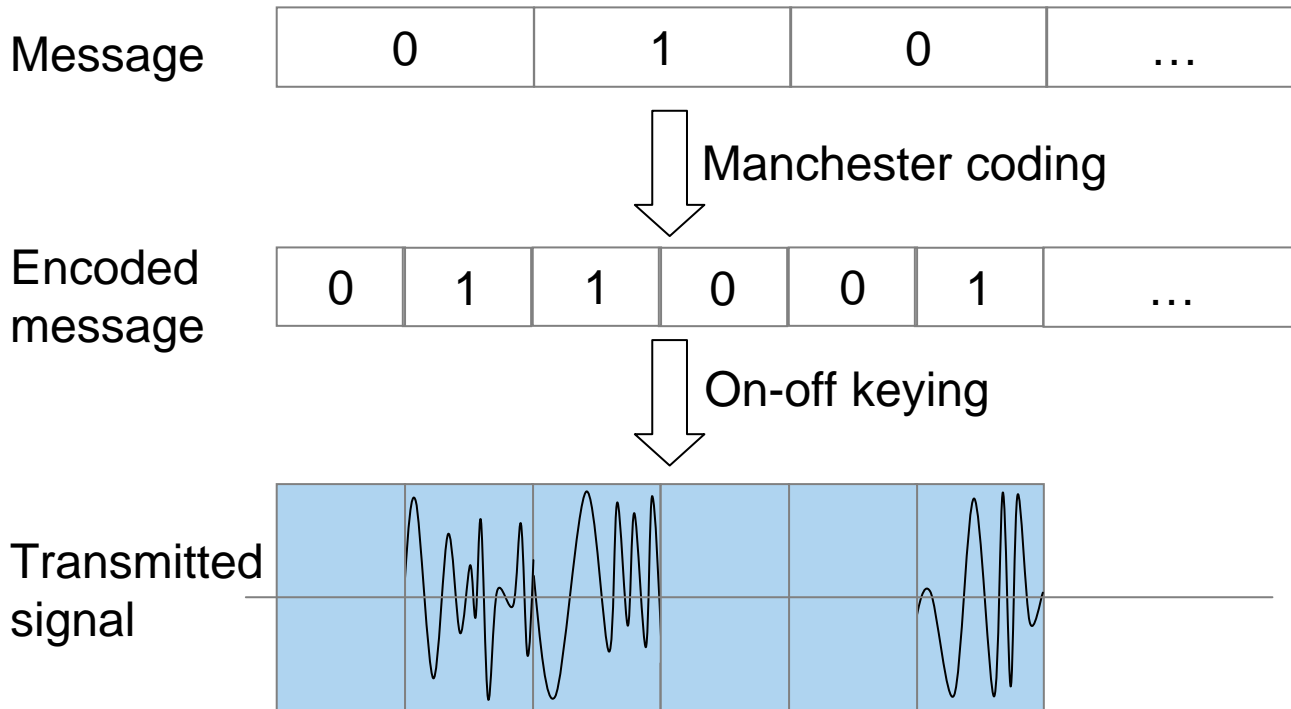 Message 0 1 0 …
Manchester coding
Encoded
message
0 1 1 0 0 1 …
On-off keying
Transmitted
signal